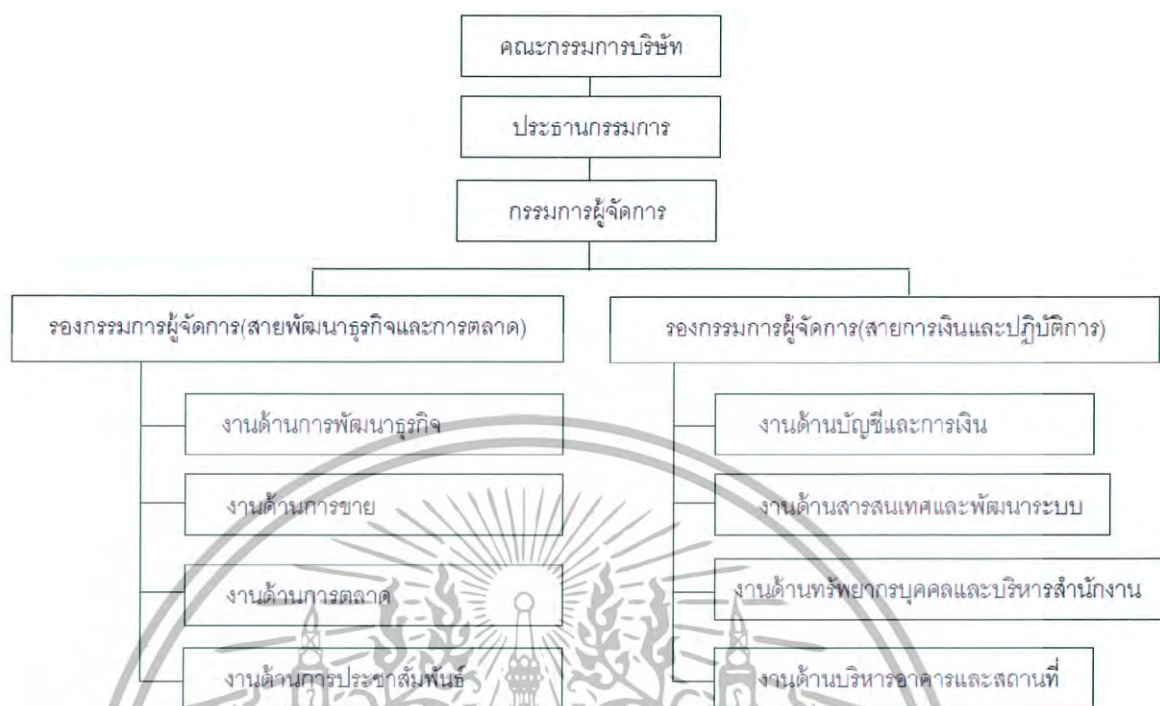 คณะกรรมการบริษัท
ประธานกรรมการ
กรรมการผู้จัดการ
รองกรรมการผู้จัดการ(สายพัฒนาธุรกิจและการตลาด)
งานด้านการพัฒนาธุรกิจ
งานด้านการขาย
งานด้านการตลาด
งานด้านการประชาสัมพันธ์
รองกรรมการผู้จัดการ(สายการเงินและปฏิบัติการ)
งานด้านบัญชีและการเงิน
งานด้านสารสนเทศและพัฒนาระบบ
งานด้านทรัพยากรบุคคลและบริหารสำนักงาน
งานด้านบริหารอาคารและสถานที่